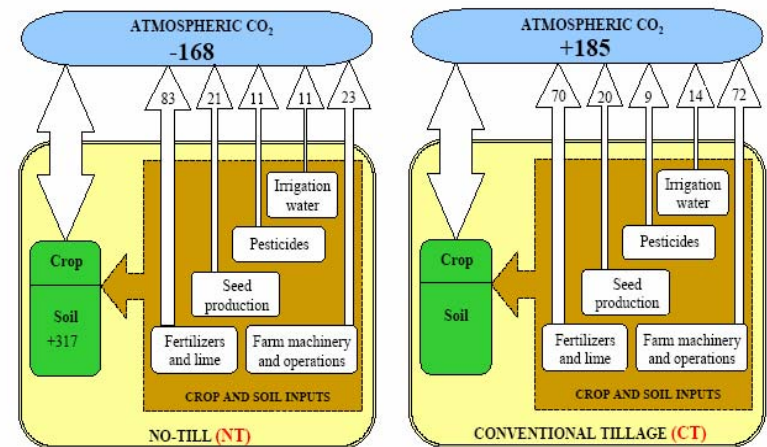 ATMOSPHERIC CO₂
-168
83
21
11
11
23
Irrigation
water
Pesticides
Crop
Seed
production
Soil
+317
Fertilizers
and lime
Farm machinery
and operations
CROP AND SOIL INPUTS
NO-TILL (NT)
ATMOSPHERIC CO₂
+185
70
20
9
14
72
Irrigation
water
Pesticides
Crop
Seed
production
Soil
Fertilizers
and lime
Farm machinery
and operations
CROP AND SOIL INPUTS
CONVENTIONAL TILLAGE (CT)